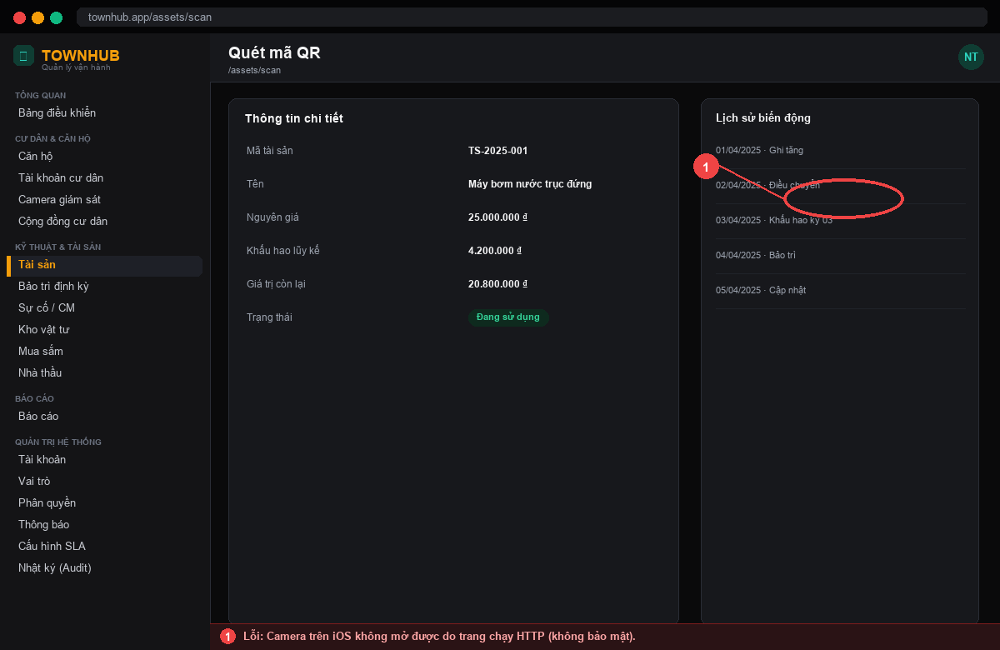 townhub.app/assets/scan
TOWNHUB
Quản lý vận hành
TỔNG QUAN
Bảng điều khiển
CƯ DÂN & CĂN HỘ
Căn hộ
Tài khoản cư dân
Camera giám sát
Cộng đồng cư dân
KỸ THUẬT & TÀI SẢN
Tài sản
Bảo trì định kỳ
Sự cố / CM
Kho vật tư
Mua sắm
Nhà thầu
BÁO CÁO
Báo cáo
QUẢN TRỊ HỆ THỐNG
Tài khoản
Vai trò
Phân quyền
Thông báo
Cấu hình SLA
Nhật ký (Audit)
Quét mã QR
/assets/scan
NT
Thông tin chi tiết
Mã tài sản TS-2025-001
Tên Máy bơm nước trục đứng
Nguyên giá 25.000.000 ₫
Khấu hao lũy kế 4.200.000 ₫
Giá trị còn lại 20.800.000 ₫
Trạng thái Đang sử dụng
Lịch sử biến động
01/04/2025 · Ghi tăng
1
02/04/2025 · Điều chuyển
03/04/2025 · Khấu hao kỳ 03
04/04/2025 · Bảo trì
05/04/2025 · Cập nhật
1 Lỗi: Camera trên iOS không mở được do trang chạy HTTP (không bảo mật).